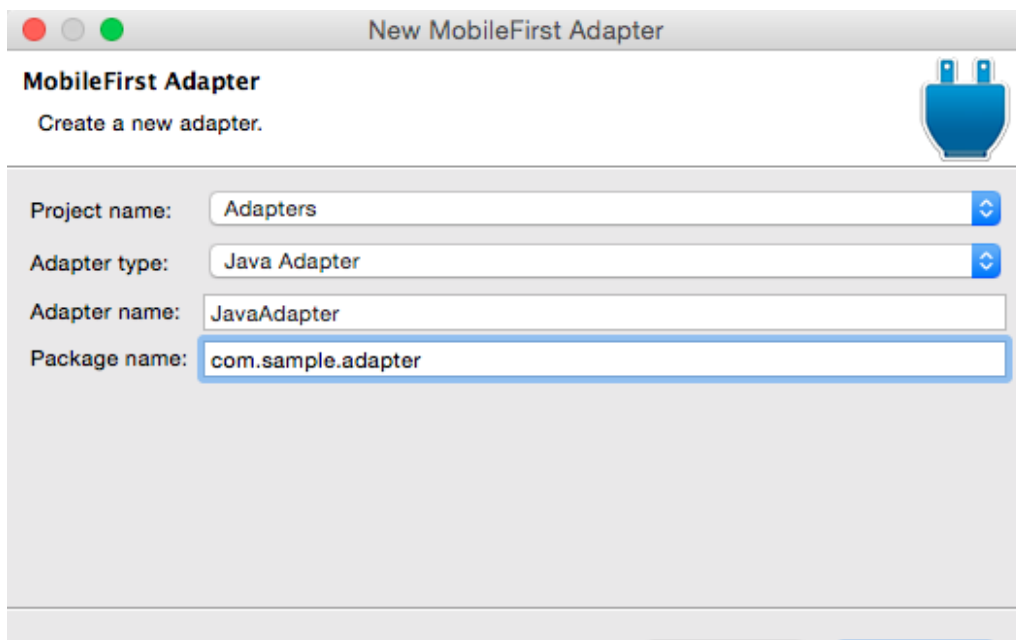 New MobileFirst Adapter
MobileFirst Adapter
Create a new adapter.
Project name: Adapters
Adapter type: Java Adapter
Adapter name: JavaAdapter
Package name: com.sample.adapter